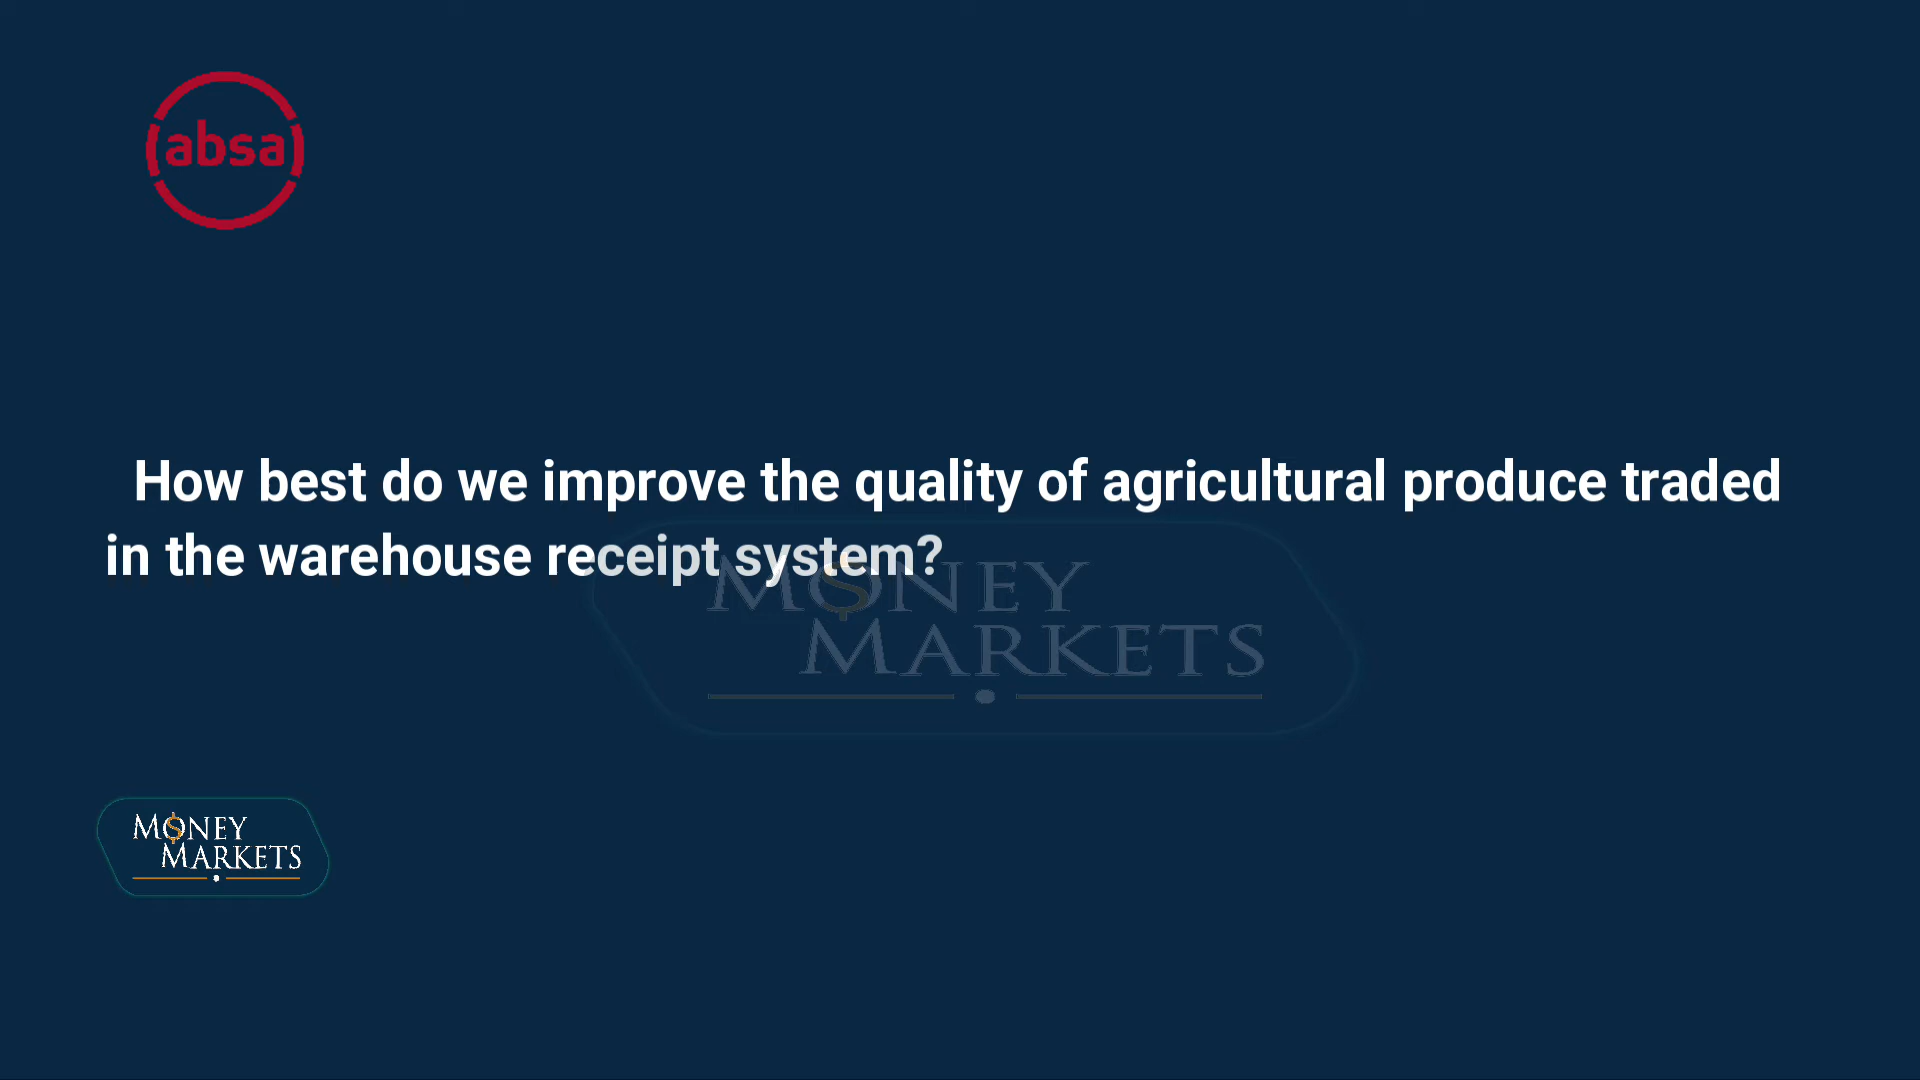 absa
How best do we improve the quality of agricultural produce traded
in the warehouse receipt system?
MONEY
MARKETS
MONEY
MARKETS